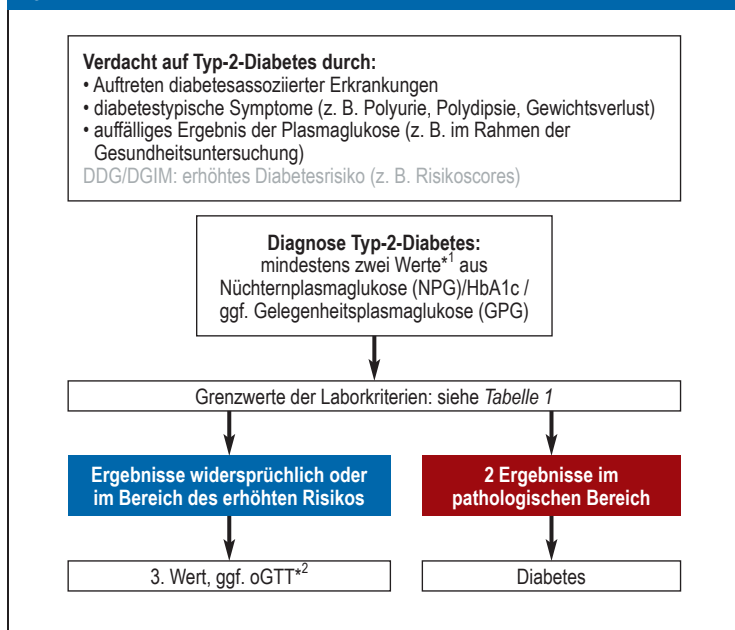 Verdacht auf Typ-2-Diabetes durch:
• Auftreten diabetesassoziierter Erkrankungen
• diabetestypische Symptome (z. B. Polyurie, Polydipsie, Gewichtsverlust)
• auffälliges Ergebnis der Plasmaglukose (z. B. im Rahmen der
Gesundheitsuntersuchung)
DDG/DGIM: erhöhtes Diabetesrisiko (z. B. Risikoscores)
Diagnose Typ-2-Diabetes:
mindestens zwei Werte*1 aus
Nüchternplasmaglukose (NPG)/HbA1c /
ggf. Gelegenheitsplasmaglukose (GPG)
Grenzwerte der Laborkriterien: siehe Tabelle 1
Ergebnisse widersprüchlich oder
im Bereich des erhöhten Risikos
2 Ergebnisse im
pathologischen Bereich
3. Wert, ggf. oGTT*2
Diabetes